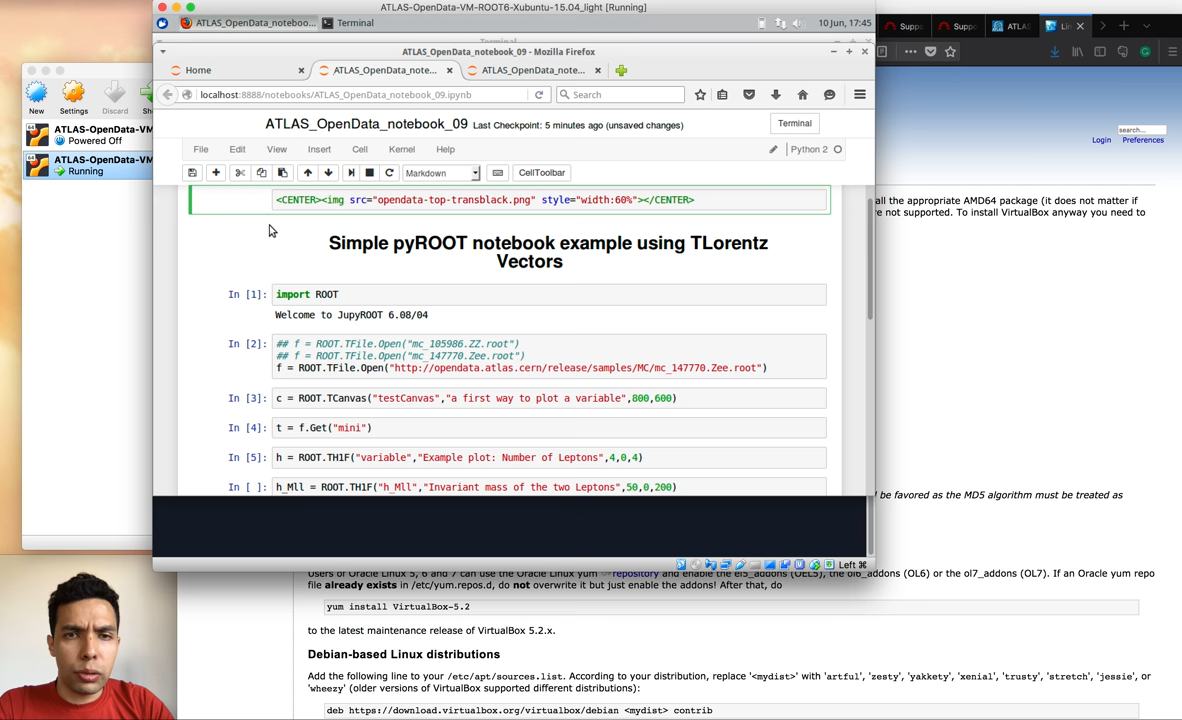 ATLAS-OpenData-VM-ROOT6-Xubuntu-15.04_light [Running]
ATLAS_OpenData_noteboo...
Terminal
10 Jun, 17:45
Suppo
Suppo
ATLAS
Lin
Terminal
ATLAS_OpenData_notebook_09 - Mozilla Firefox
Home
ATLAS_OpenData_note...
ATLAS_OpenData_note...
localhost:8888/notebooks/ATLAS_OpenData_notebook_09.ipynb
Search
New
Settings
Discard
ATLAS-OpenData-VM
Powered Off
ATLAS-OpenData-VM
Running
ATLAS_OpenData_notebook_09 Last Checkpoint: 5 minutes ago (unsaved changes)
Terminal
File Edit View Insert Cell Kernel Help
Python 2
Markdown
CellToolbar
search...
Login Preferences
<CENTER><img src="opendata-top-transblack.png" style="width:60%"></CENTER>
Simple pyROOT notebook example using TLorentz
Vectors
In [1]: import ROOT
Welcome to JupyROOT 6.08/04
In [2]: ## f = ROOT.TFile.Open("mc_105986.ZZ.root")
## f = ROOT.TFile.Open("mc_147770.Zee.root")
f = ROOT.TFile.Open("http://opendata.atlas.cern/release/samples/MC/mc_147770.Zee.root")
In [3]: c = ROOT.TCanvas("testCanvas","a first way to plot a variable",800,600)
In [4]: t = f.Get("mini")
In [5]: h = ROOT.TH1F("variable","Example plot: Number of Leptons",4,0,4)
In [ ]: h_Mll = ROOT.TH1F("h_Mll","Invariant mass of the two Leptons",50,0,200)
Left ⌘
all the appropriate AMD64 package (it does not matter if
re not supported. To install VirtualBox anyway you need to
be favored as the MD5 algorithm must be treated as
Users of Oracle Linux 5, 6 and 7 can use the Oracle Linux yum repository and enable the el5_addons (OEL5), the ol6_addons (OL6) or the ol7_addons (OL7). If an Oracle yum repo
file already exists in /etc/yum.repos.d, do not overwrite it but just enable the addons! After that, do
yum install VirtualBox-5.2
to the latest maintenance release of VirtualBox 5.2.x.
Debian-based Linux distributions
Add the following line to your /etc/apt/sources.list. According to your distribution, replace '<mydist>' with 'artful', 'zesty', 'yakkety', 'xenial', 'trusty', 'stretch', 'jessie', or
'wheezy' (older versions of VirtualBox supported different distributions):
deb https://download.virtualbox.org/virtualbox/debian <mydist> contrib